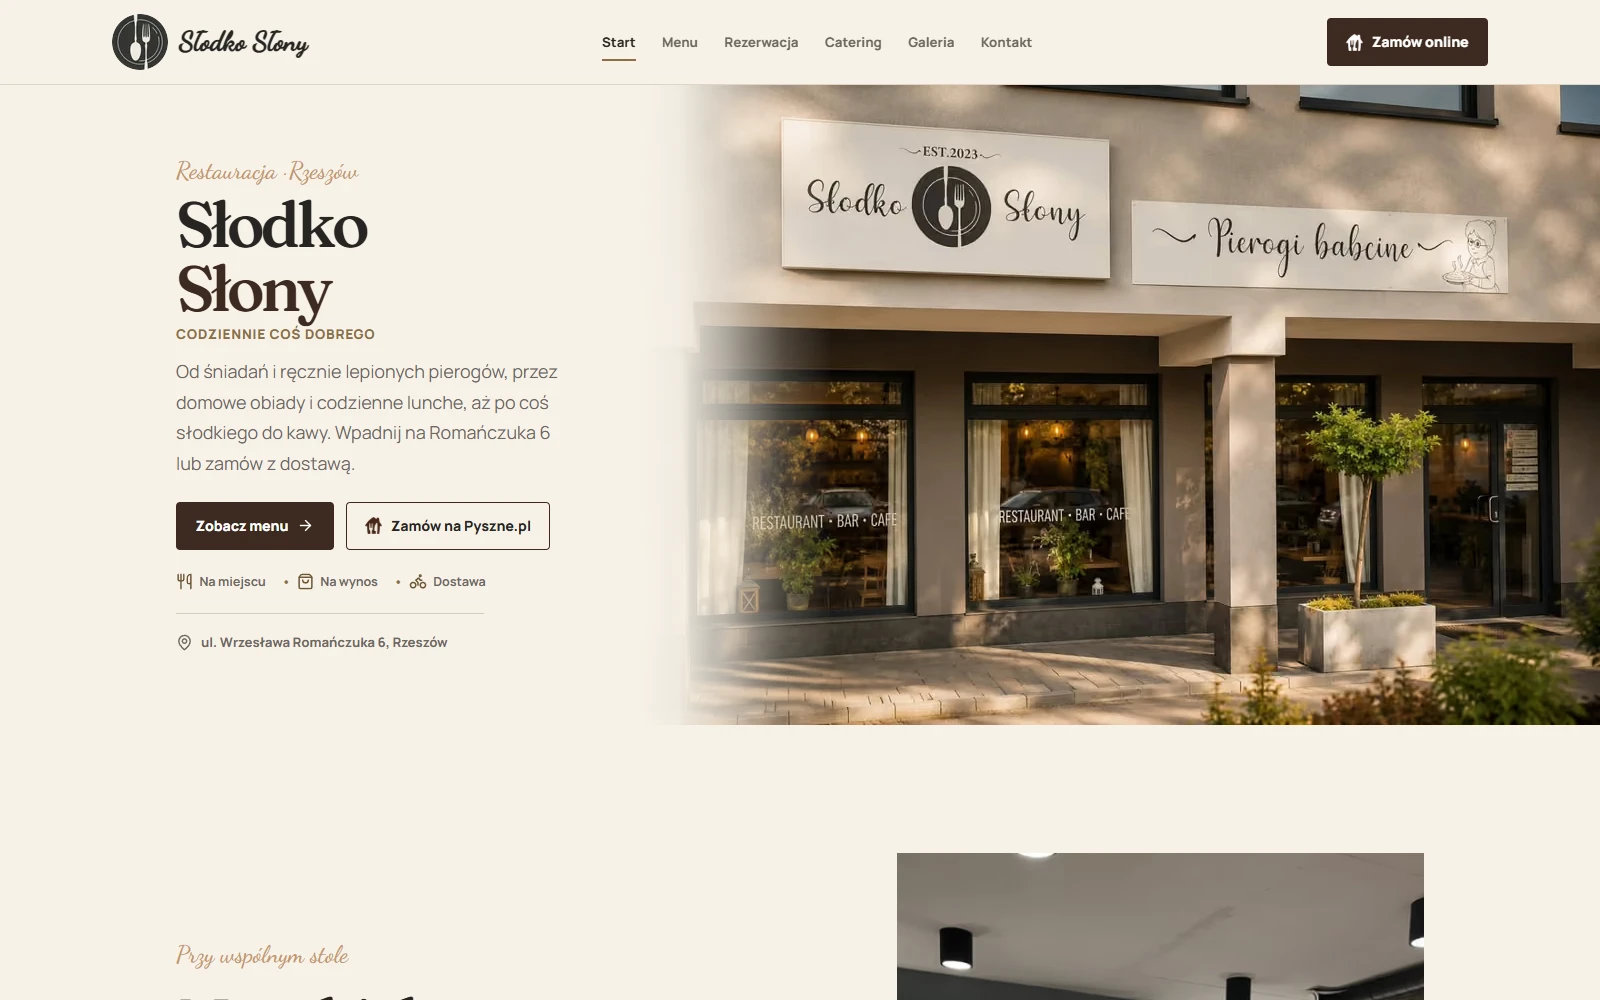 Słodko Słony
Start
Menu
Rezerwacja
Catering
Galeria
Kontakt
Zamów online
Restauracja · Rzeszów
Słodko
Słony
CODZIENNIE COŚ DOBREGO
Od śniadań i ręcznie lepionych pierogów, przez
domowe obiady i codzienne lunche, aż po coś
słodkiego do kawy. Wpadnij na Romańczuka 6
lub zamów z dostawą.
Zobacz menu
Zamów na Pyszne.pl
Na miejscu • Na wynos • Dostawa
ul. Wrzesława Romańczuka 6, Rzeszów
EST.2023
Słodko Słony
Pierogi babcine
RESTAURANT • BAR • CAFE
RESTAURANT • BAR • CAFE
Przy wspólnym stole